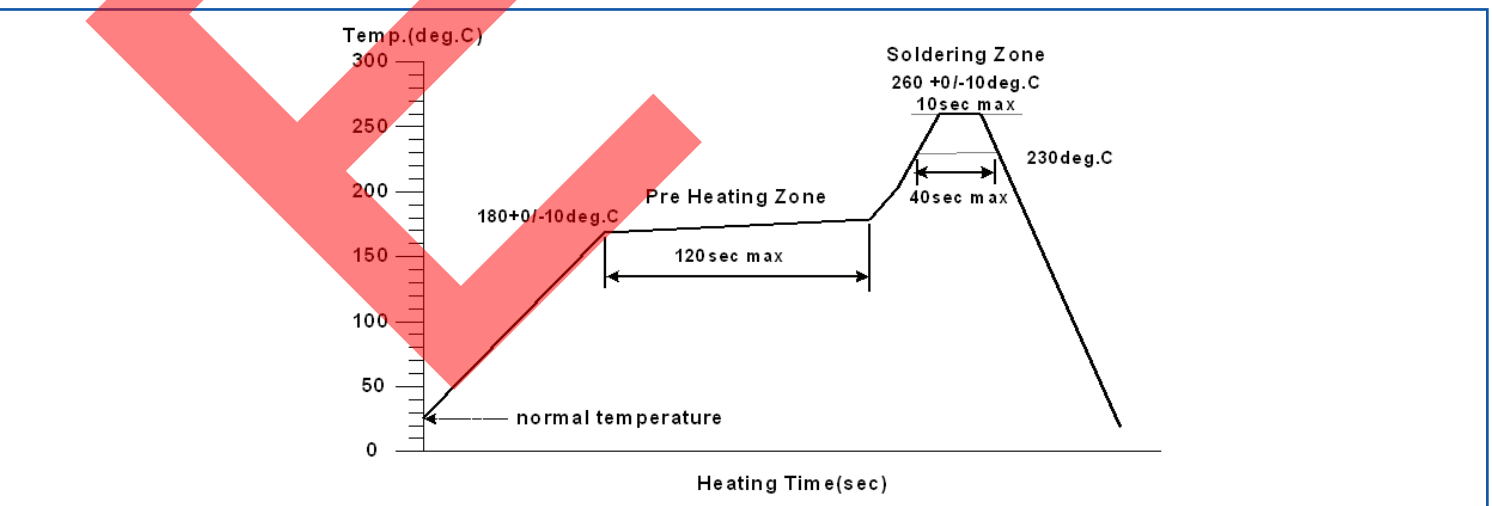 Temp.(deg.C)
300
250
200
150
100
50
0
Soldering Zone
260 +0/-10deg.C
10sec max
230deg.C
40sec max
Pre Heating Zone
180+0/-10deg.C
120sec max
normal temperature
Heating Time(sec)